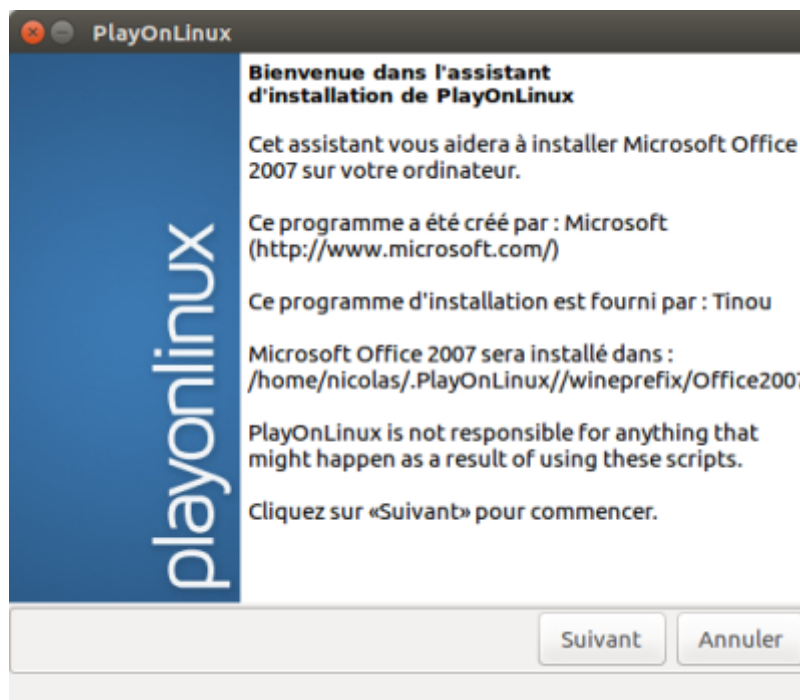 PlayOnLinux
Bienvenue dans l'assistant
d'installation de PlayOnLinux
Cet assistant vous aidera à installer Microsoft Office
2007 sur votre ordinateur.
Ce programme a été créé par : Microsoft
(http://www.microsoft.com/)
Ce programme d'installation est fourni par : Tinou
Microsoft Office 2007 sera installé dans :
/home/nicolas/.PlayOnLinux//wineprefix/Office2007
PlayOnLinux is not responsible for anything that
might happen as a result of using these scripts.
Cliquez sur «Suivant» pour commencer.
playonlinux
Suivant
Annuler